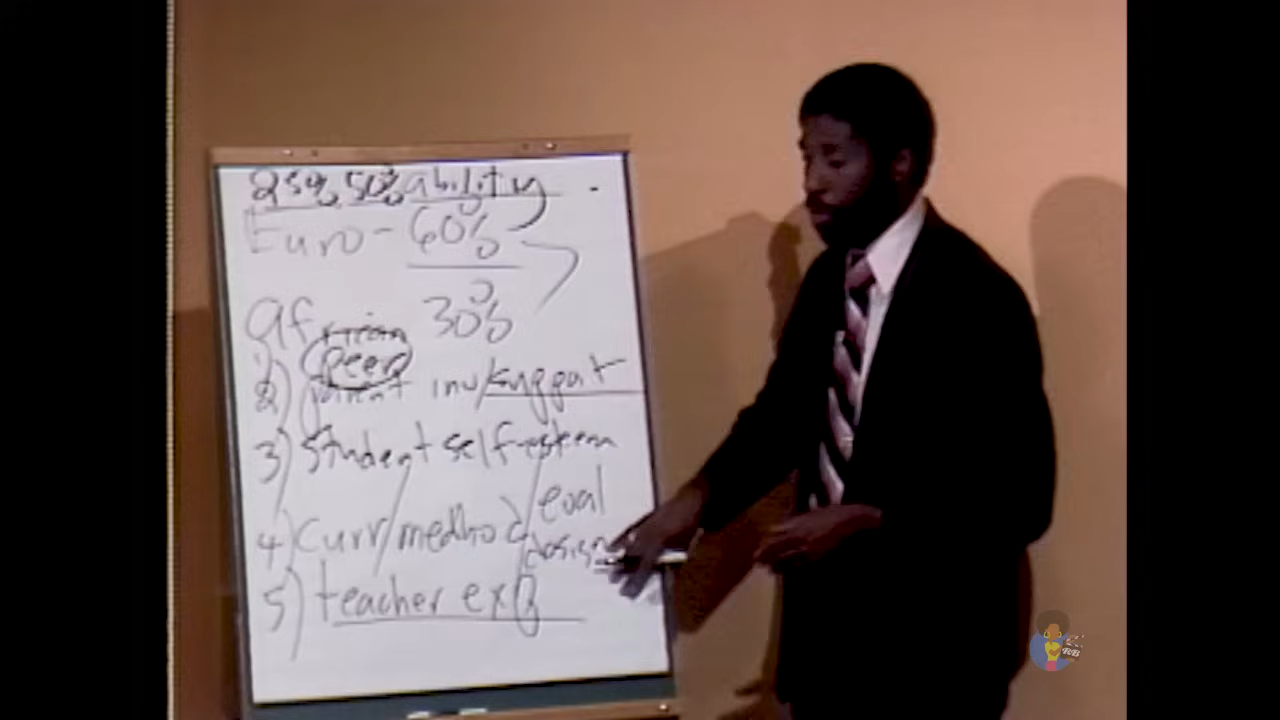 25% 50% ability
Euro - 60%
30%
African
1) peer
2) parent inv/support
3) Student self-esteem
4) Curr/method/eval
design
5) teacher exp
RB